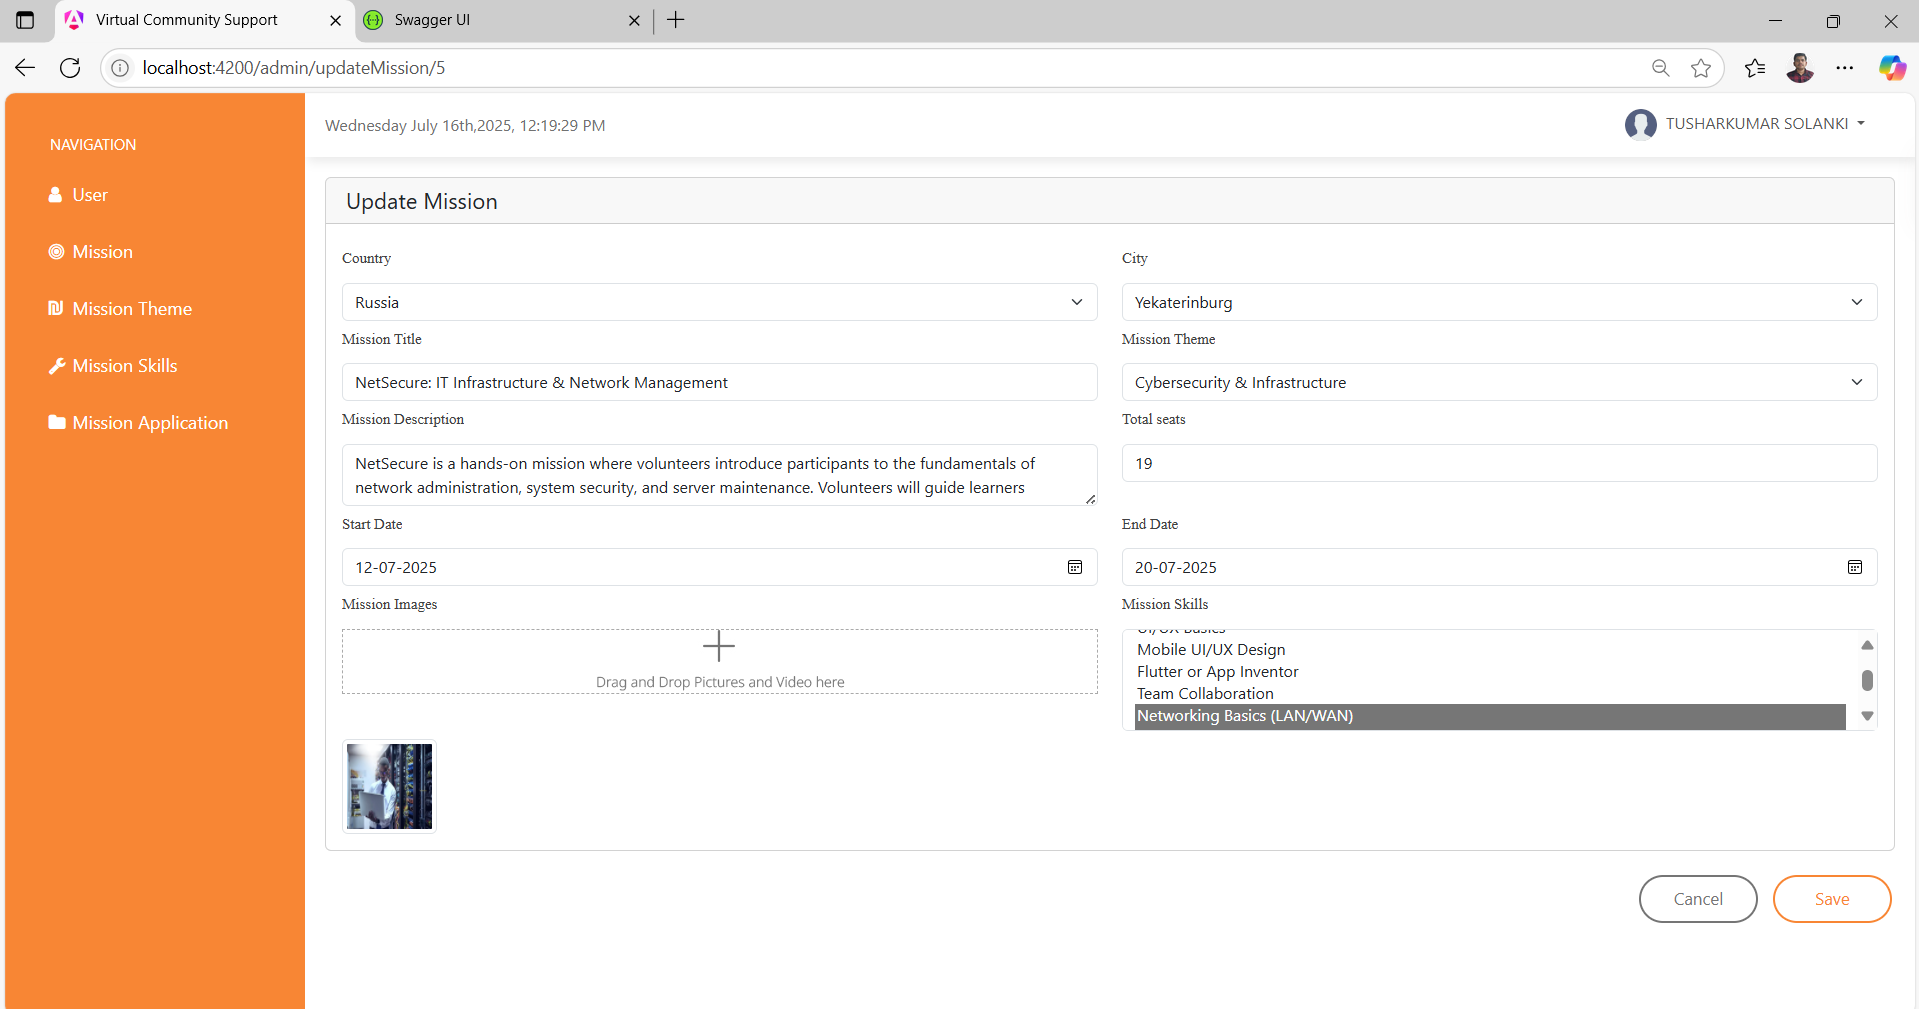 Virtual Community Support
Swagger UI
localhost:4200/admin/updateMission/5
NAVIGATION
User
Mission
Mission Theme
Mission Skills
Mission Application
Wednesday July 16th,2025, 12:19:29 PM
TUSHARKUMAR SOLANKI
Update Mission
Country
City
Russia
Yekaterinburg
Mission Title
Mission Theme
NetSecure: IT Infrastructure & Network Management
Cybersecurity & Infrastructure
Mission Description
Total seats
NetSecure is a hands-on mission where volunteers introduce participants to the fundamentals of
network administration, system security, and server maintenance. Volunteers will guide learners
19
Start Date
End Date
12-07-2025
20-07-2025
Mission Images
Mission Skills
Drag and Drop Pictures and Video here
UI/UX Basics
Mobile UI/UX Design
Flutter or App Inventor
Team Collaboration
Networking Basics (LAN/WAN)
Cancel
Save